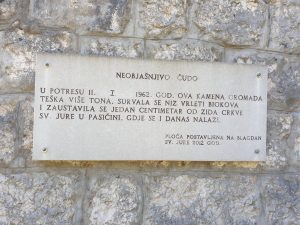 NEOBJAŠNJIVO ČUDO
U POTRESU 11. I 1962. GOD. OVA KAMENA GROMADA
TEŠKA VIŠE TONA, SURVALA SE NIZ VRLETI BIOKOVA
I ZAUSTAVILA SE JEDAN CENTIMETAR OD ZIDA CRKVE
SV. JURE U PASIČINI, GDJE SE I DANAS NALAZI.
PLOČA POSTAVLJENA NA BLAGDAN
SV. JURE 2012. GOD.